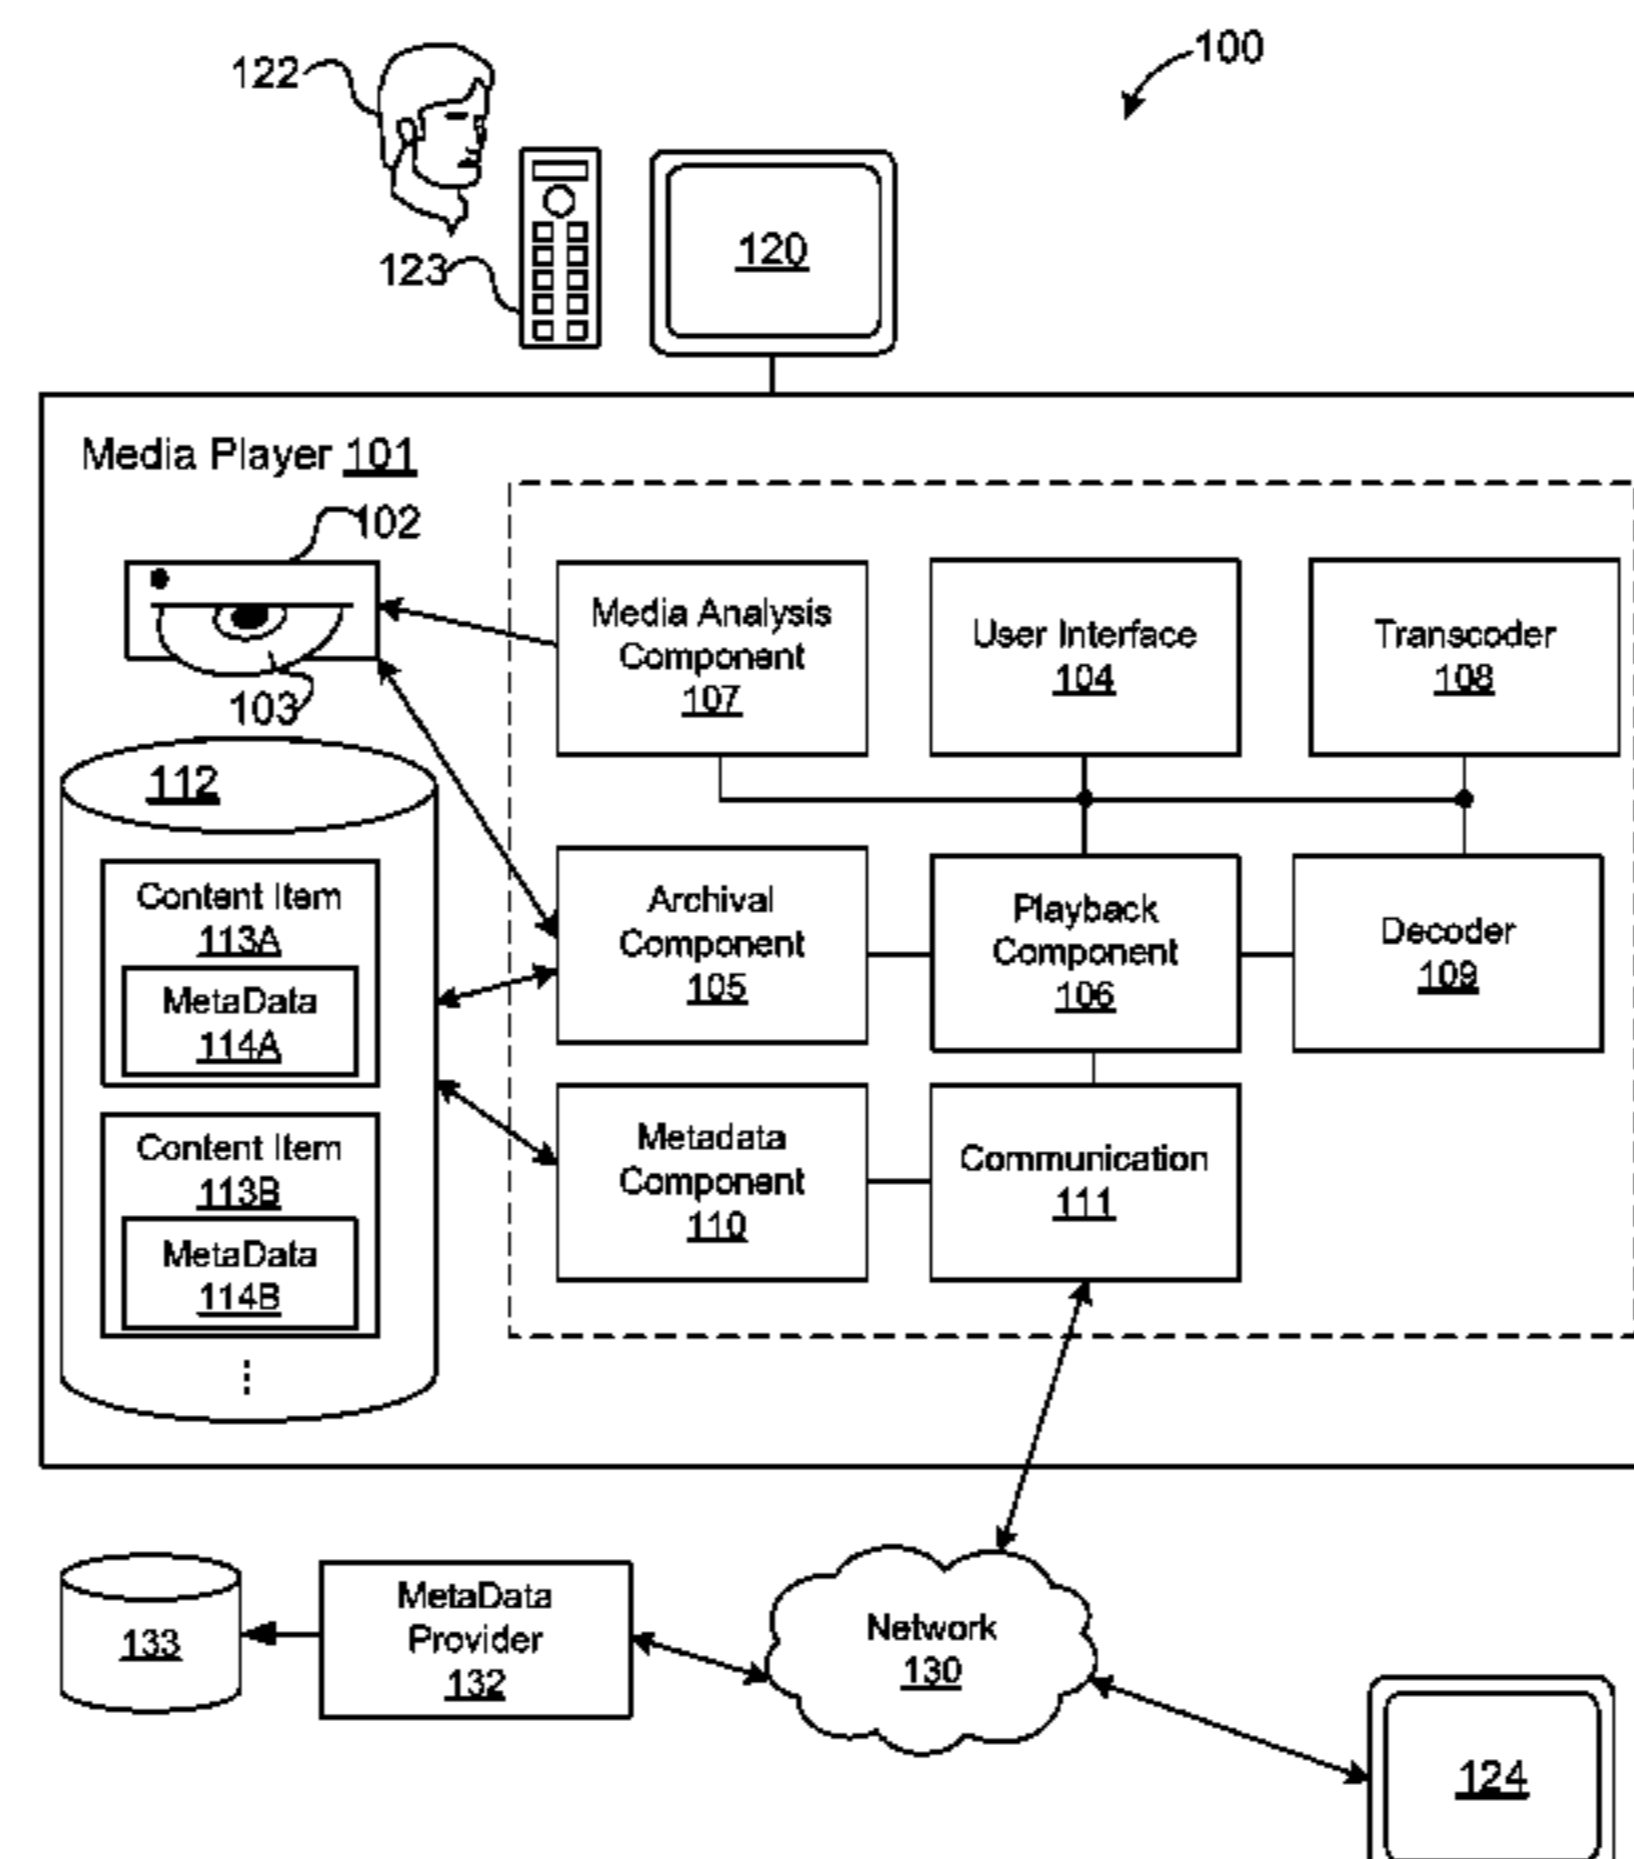 100
122
123
120
Media Player 101
102
103
Media Analysis
Component
107
User Interface
104
Transcoder
108
112
Content Item
113A
MetaData
114A
Content Item
113B
MetaData
114B
Archival
Component
105
Playback
Component
106
Decoder
109
Metadata
Component
110
Communication
111
133
MetaData
Provider
132
Network
130
124